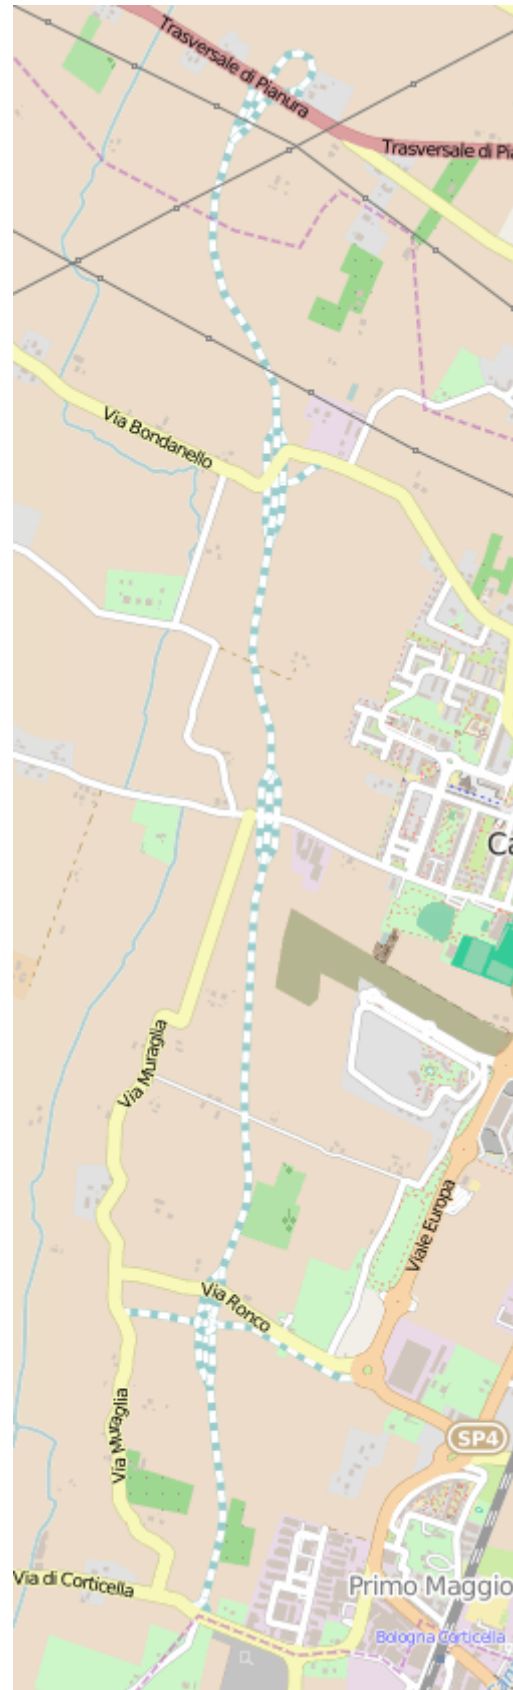 Trasversale di Pianura
Trasversale di Pia
Via Bondanello
Ca
Via Muraglia
Viale Europa
Via Ronco
Via Muraglia
SP4
Via di Corticella
Primo Maggio
Bologna Corticella